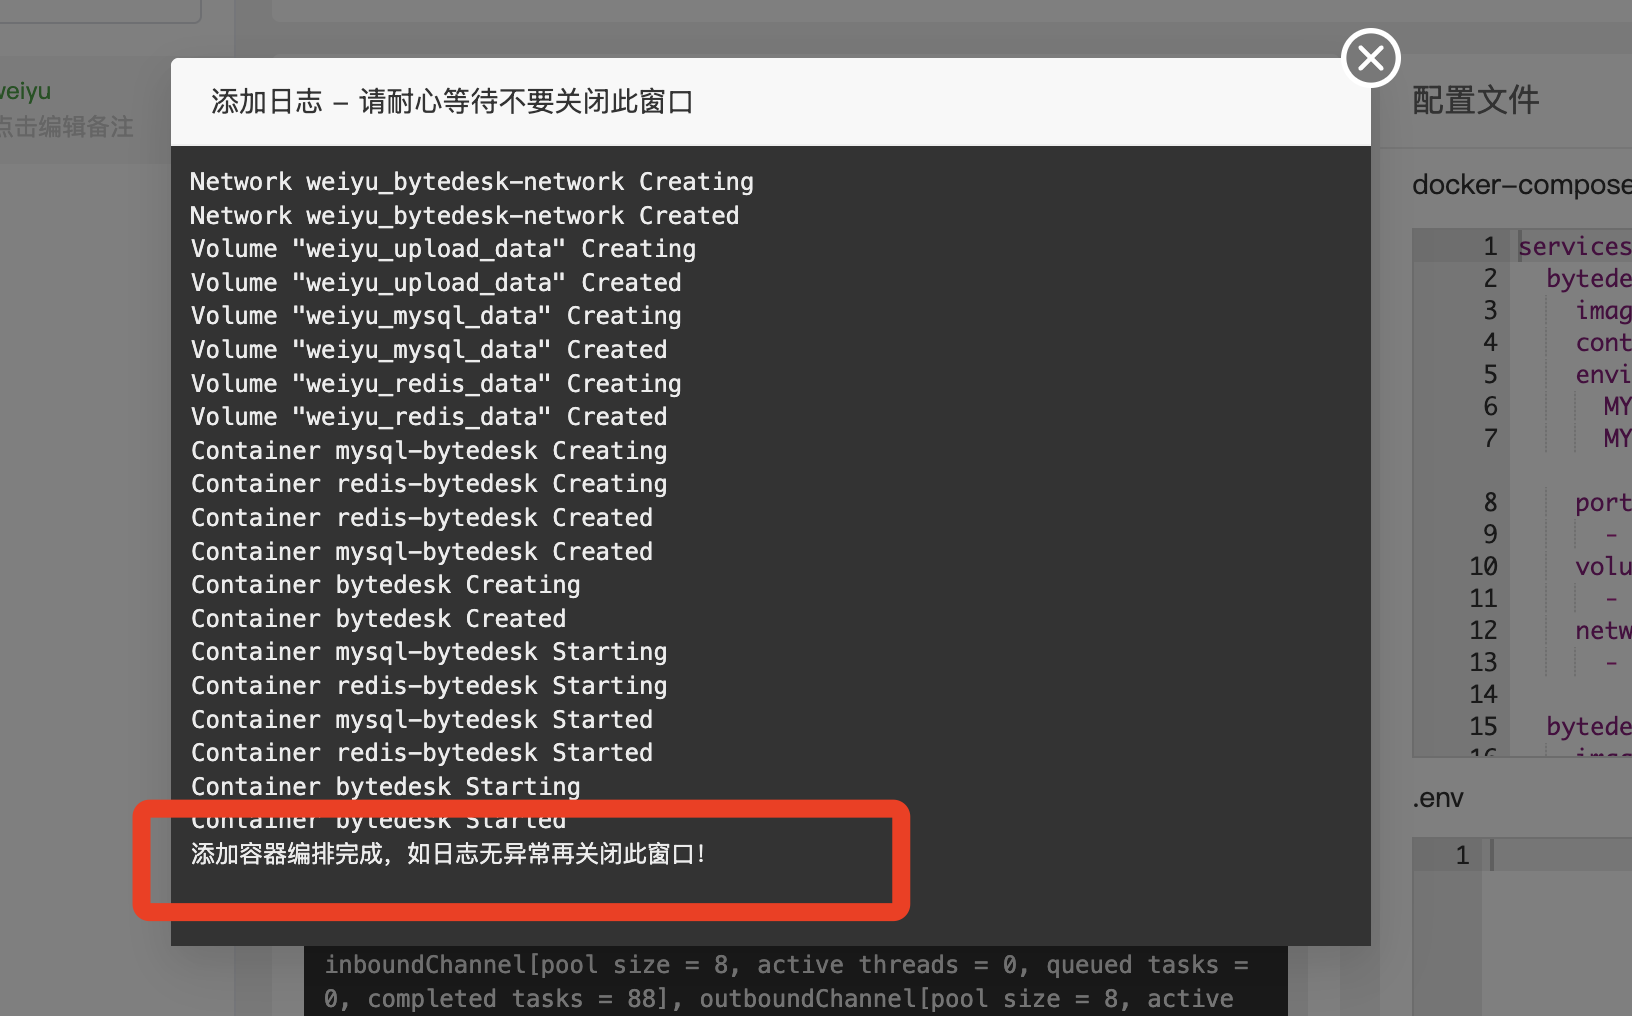 weiyu
点击编辑备注
添加日志 – 请耐心等待不要关闭此窗口
Network weiyu_bytedesk-network Creating
Network weiyu_bytedesk-network Created
Volume "weiyu_upload_data" Creating
Volume "weiyu_upload_data" Created
Volume "weiyu_mysql_data" Creating
Volume "weiyu_mysql_data" Created
Volume "weiyu_redis_data" Creating
Volume "weiyu_redis_data" Created
Container mysql-bytedesk Creating
Container redis-bytedesk Creating
Container redis-bytedesk Created
Container mysql-bytedesk Created
Container bytedesk Creating
Container bytedesk Created
Container mysql-bytedesk Starting
Container redis-bytedesk Starting
Container mysql-bytedesk Started
Container redis-bytedesk Started
Container bytedesk Starting
Container bytedesk Started
添加容器编排完成，如日志无异常再关闭此窗口！
inboundChannel[pool size = 8, active threads = 0, queued tasks =
0, completed tasks = 88], outboundChannel[pool size = 8, active
配置文件
docker-compose
1 services
2 bytede
3 imag
4 cont
5 envi
6 MY
7 MY
8 port
9 -
10 volu
11 -
12 netw
13 -
14
15 bytede
16
.env
1